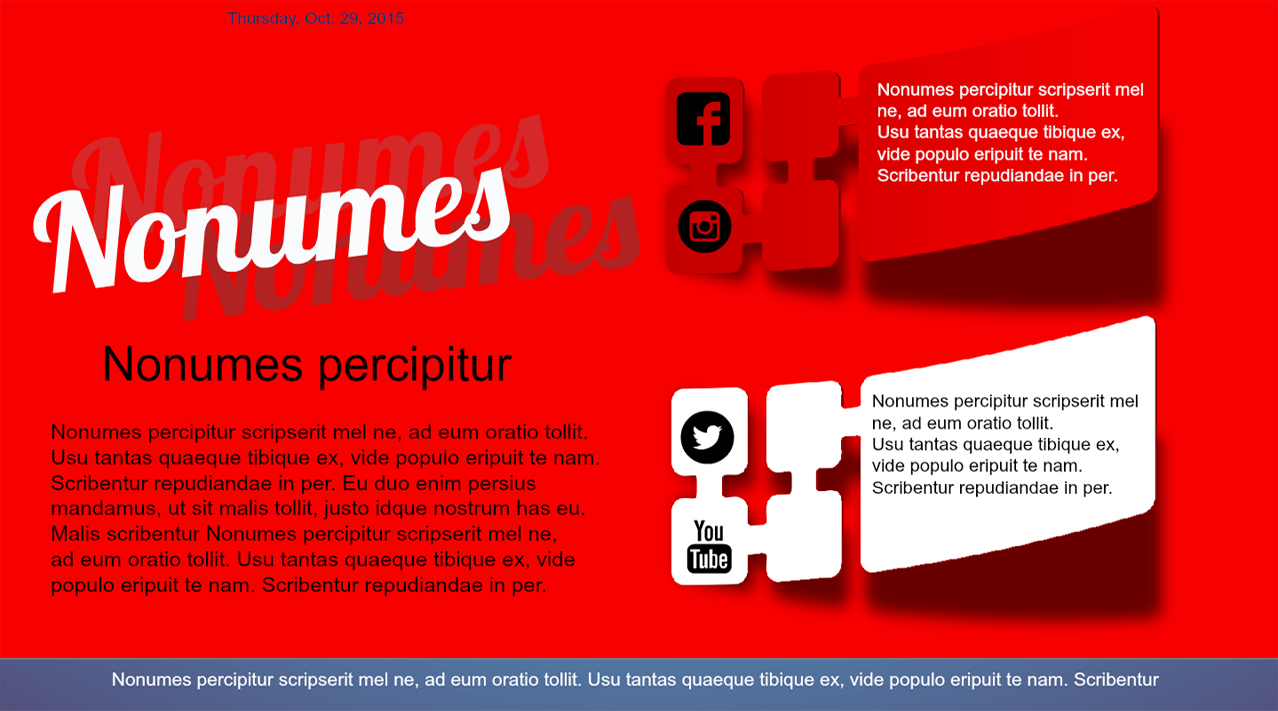 Thursday, Oct. 29, 2015
Nonumes
Nonumes
Nonumes
Nonumes percipitur
Nonumes percipitur scripserit mel ne, ad eum oratio tollit.
Usu tantas quaeque tibique ex, vide populo eripuit te nam.
Scribentur repudiandae in per. Eu duo enim persius
mandamus, ut sit malis tollit, justo idque nostrum has eu.
Malis scribentur Nonumes percipitur scripserit mel ne,
ad eum oratio tollit. Usu tantas quaeque tibique ex, vide
populo eripuit te nam. Scribentur repudiandae in per.
Nonumes percipitur scripserit mel
ne, ad eum oratio tollit.
Usu tantas quaeque tibique ex,
vide populo eripuit te nam.
Scribentur repudiandae in per.
You
Tube
Nonumes percipitur scripserit mel
ne, ad eum oratio tollit.
Usu tantas quaeque tibique ex,
vide populo eripuit te nam.
Scribentur repudiandae in per.
Nonumes percipitur scripserit mel ne, ad eum oratio tollit. Usu tantas quaeque tibique ex, vide populo eripuit te nam. Scribentur